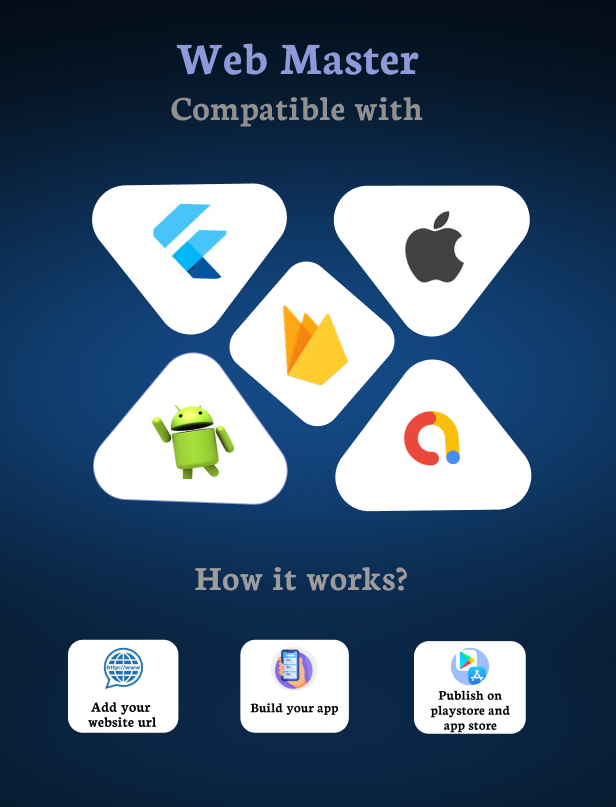 Web Master
Compatible with
How it works?
http://www
Add your
website url
Build your app
Publish on
playstore and
app store